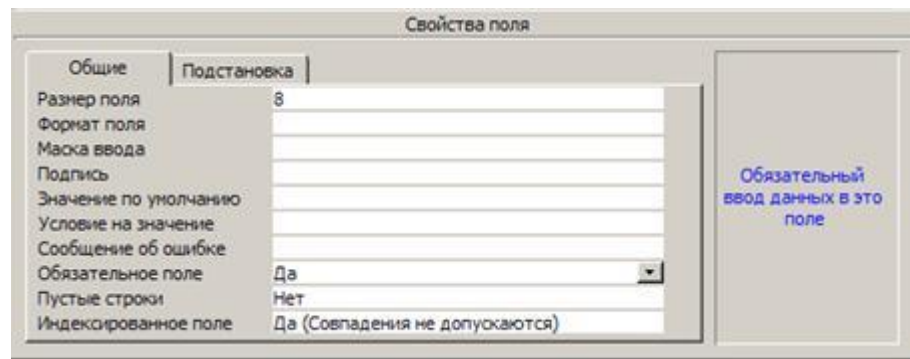 Свойства поля
Общие Подстановка
Размер поля 8
Формат поля
Маска ввода
Подпись
Значение по умолчанию
Условие на значение
Сообщение об ошибке
Обязательное поле Да
Пустые строки Нет
Индексированное поле Да (Совпадения не допускаются)
Обязательный
ввод данных в это
поле